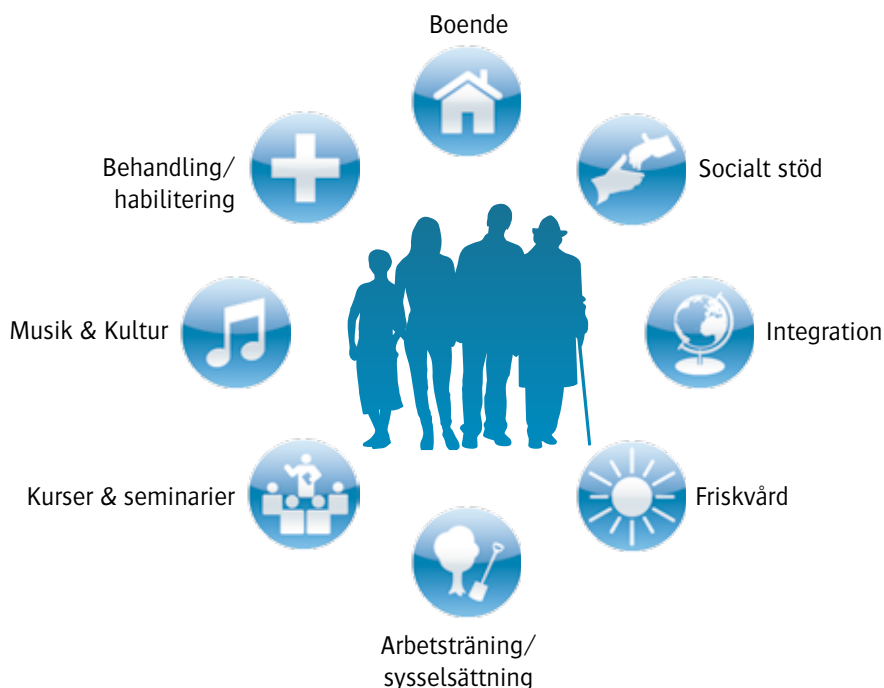 Boende
Socialt stöd
Integration
Friskvård
Arbetsträning/
sysselsättning
Kurser & seminarier
Musik & Kultur
Behandling/
habilitering